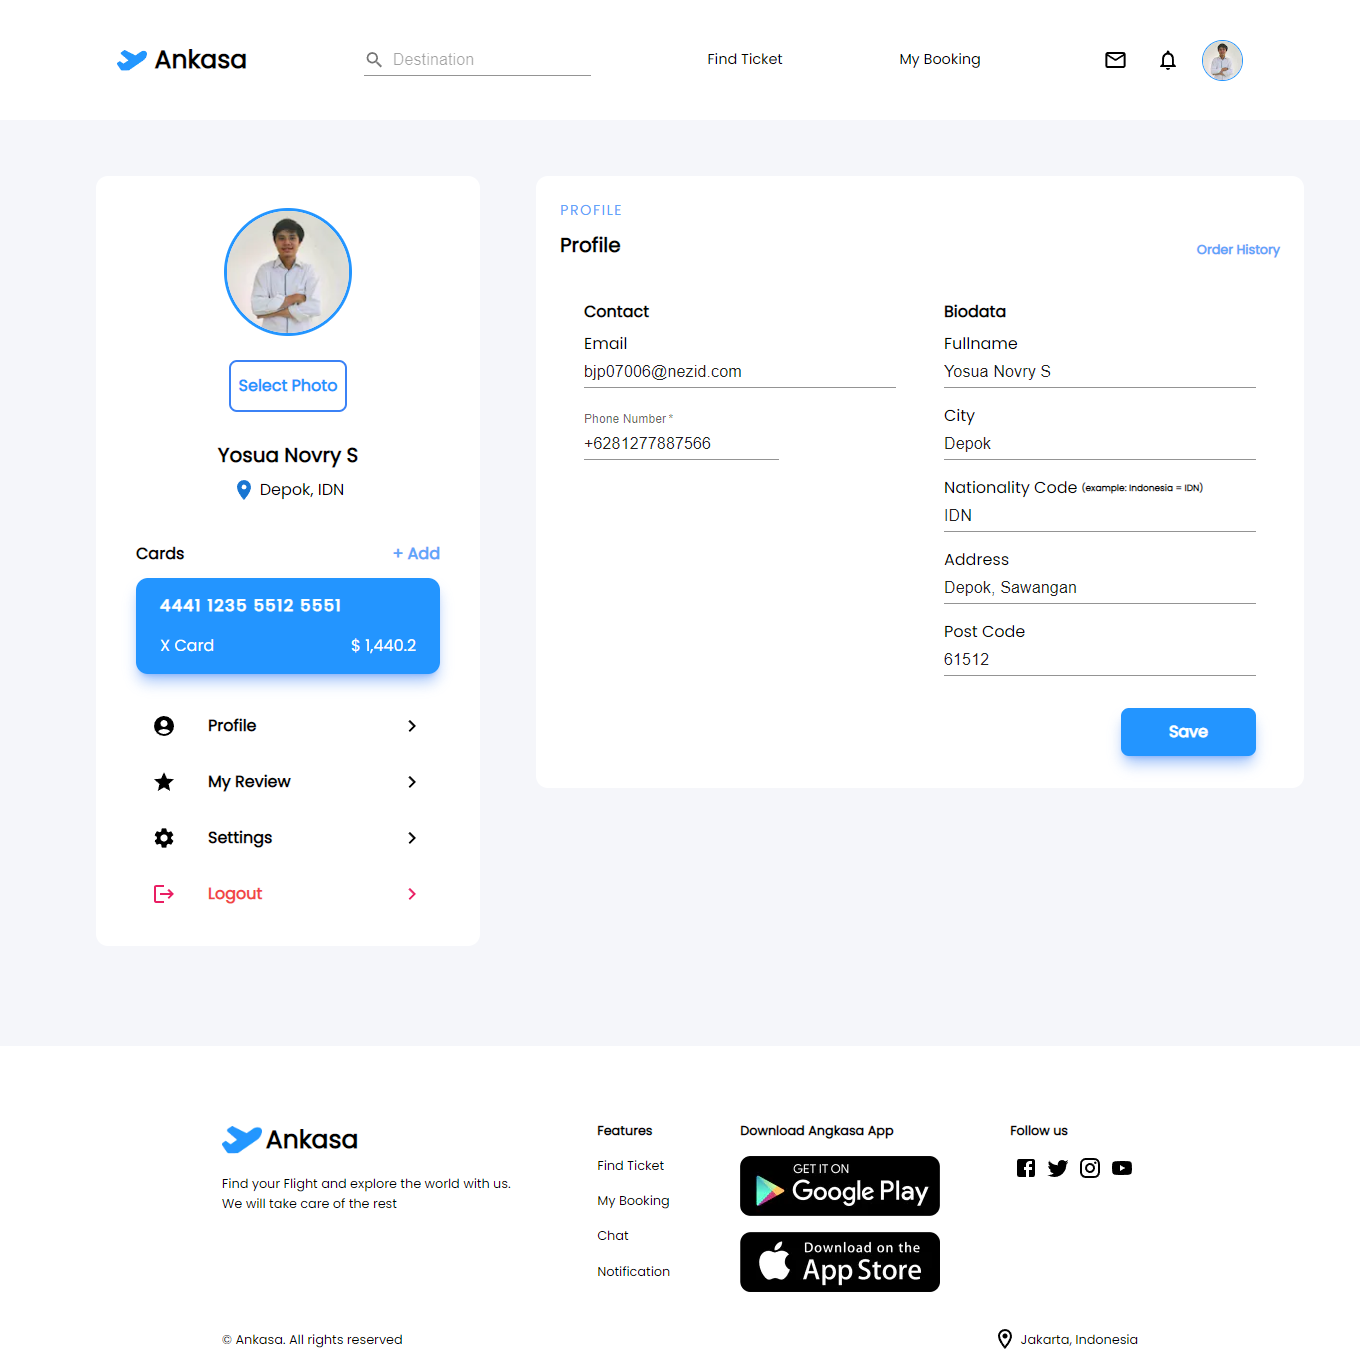 Ankasa
Destination
Find Ticket
My Booking
Select Photo
Yosua Novry S
Depok, IDN
Cards
+ Add
4441 1235 5512 5551
X Card
$ 1,440.2
Profile
My Review
Settings
Logout
PROFILE
Profile
Order History
Contact
Email
bjp07006@nezid.com
Phone Number *
+6281277887566
Biodata
Fullname
Yosua Novry S
City
Depok
Nationality Code (example: Indonesia = IDN)
IDN
Address
Depok, Sawangan
Post Code
61512
Save
Ankasa
Find your Flight and explore the world with us.
We will take care of the rest
Features
Find Ticket
My Booking
Chat
Notification
Download Angkasa App
GET IT ON
Google Play
Download on the
App Store
Follow us
© Ankasa. All rights reserved
Jakarta, Indonesia